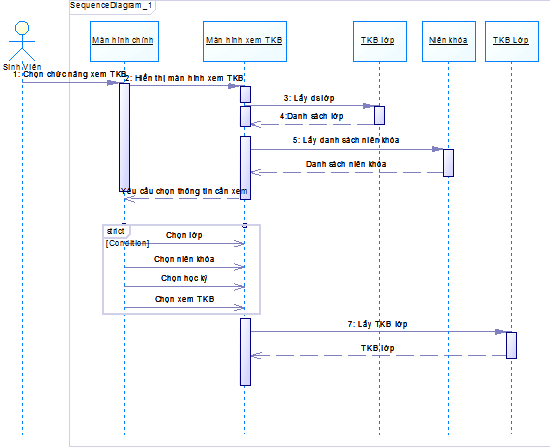 SequenceDiagram_1
Màn hình chính
Màn hình xem TKB
TKB lớp
Niên khóa
TKB Lớp
Sinh Viên
1: Chọn chức năng xem TKB
2: Hiển thị màn hình xem TKB
3: Lấy ds lớp
4:Danh sách lớp
5: Lấy danh sách niên khóa
Danh sách niên khóa
Yêu cầu chọn thông tin cần xem
strict
[Condition]
Chọn lớp
Chọn niên khóa
Chọn học kỳ
Chọn xem TKB
7: Lấy TKB lớp
TKB lớp